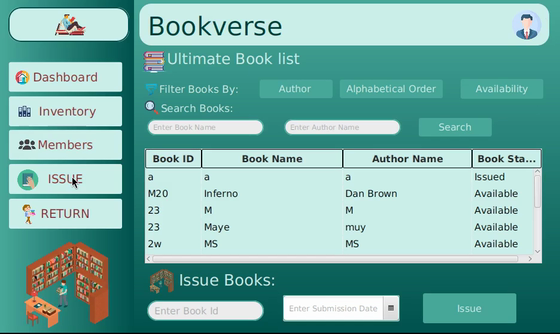 Bookverse
Ultimate Book list
Dashboard
Inventory
Members
ISSUE
RETURN
Filter Books By:
Author
Alphabetical Order
Availability
Search Books:
Enter Book Name
Enter Author Name
Search
Book ID Book Name Author Name Book Sta...
a a a Issued
M20 Inferno Dan Brown Available
23 M M Available
23 Maye muy Available
2w MS MS Available
Issue Books:
Enter Book Id
Enter Submission Date
Issue